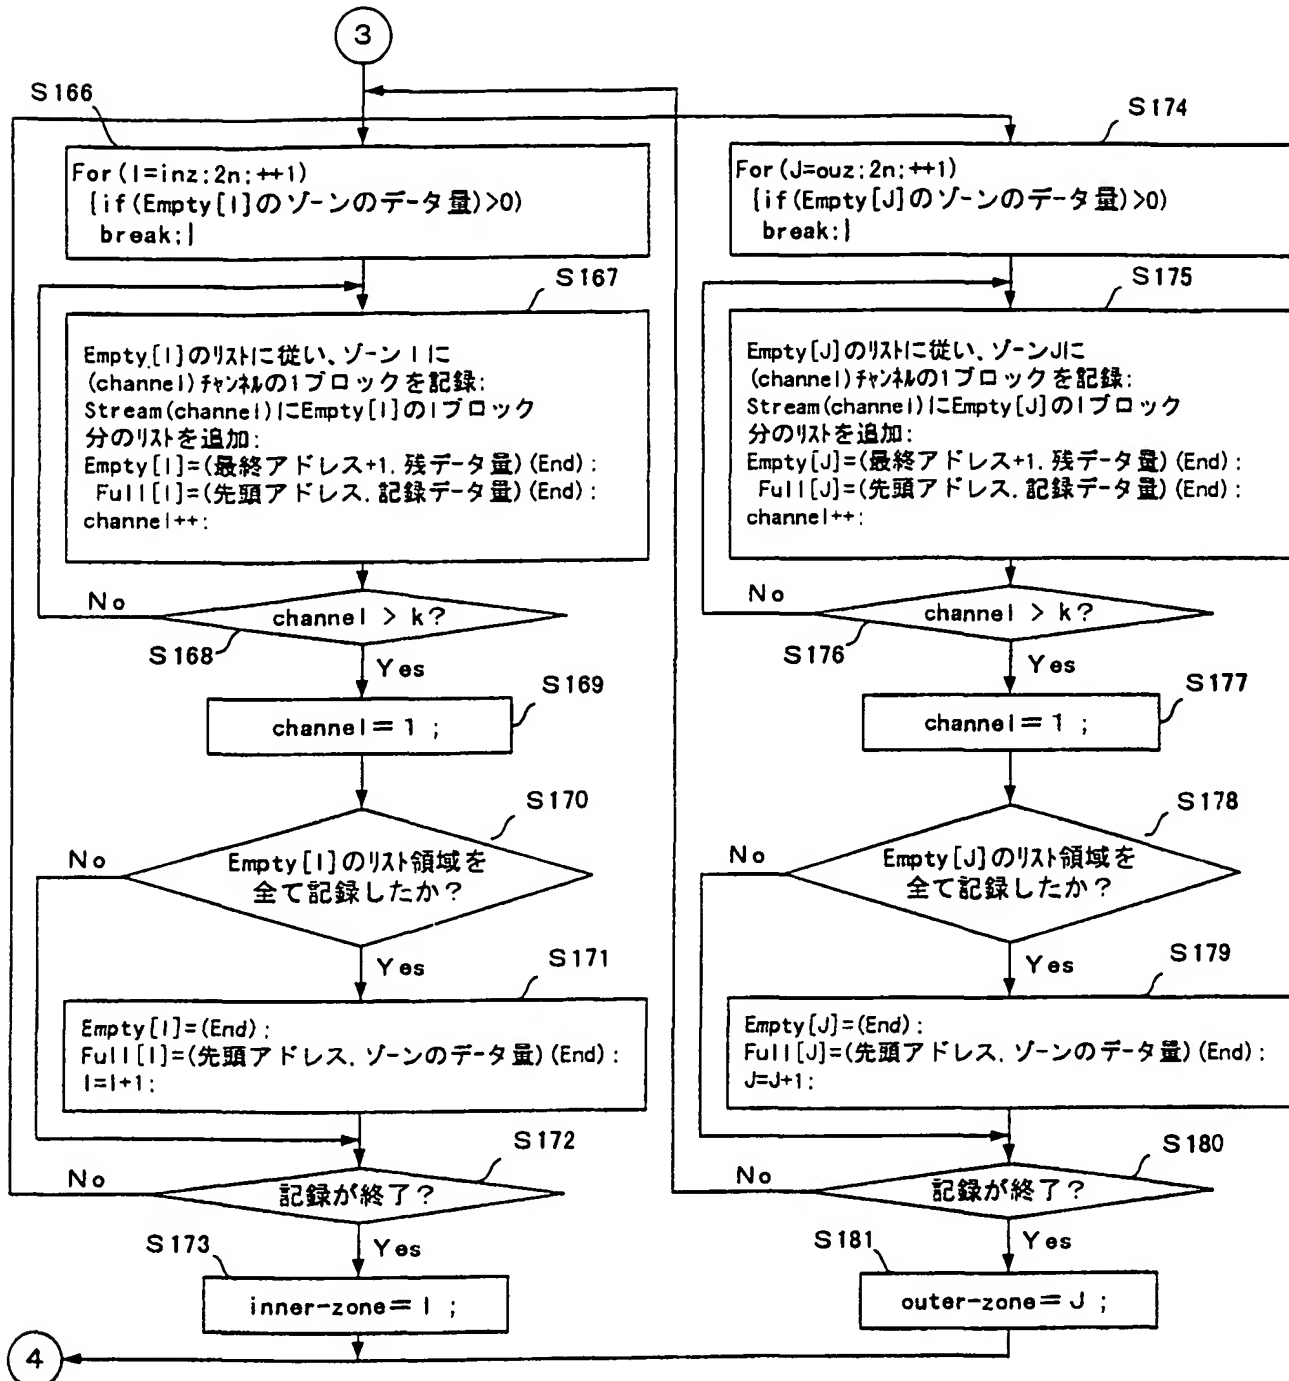 3
S166
For(I=inz;2n;++1)
{if(Empty[I]のゾーンのデータ量)>0)
break;}
S167
Empty[I]のリストに従い、ゾーンIに
(channel)チャンネルの1ブロックを記録;
Stream(channel)にEmpty[I]の1ブロック
分のリストを追加;
Empty[I]=(最終アドレス+1,残データ量)(End);
Full[I]=(先頭アドレス,記録データ量)(End);
channel++;
No
channel > k?
S168
Yes
S169
channel=1;
S170
No
Empty[I]のリスト領域を
全て記録したか?
Yes
S171
Empty[I]=(End);
Full[I]=(先頭アドレス,ゾーンのデータ量)(End);
I=I+1;
S172
No
記録が終了?
S173
Yes
inner-zone=I;
4
S174
For(J=ouz;2n;++1)
{if(Empty[J]のゾーンのデータ量)>0)
break;}
S175
Empty[J]のリストに従い、ゾーンJに
(channel)チャンネルの1ブロックを記録;
Stream(channel)にEmpty[J]の1ブロック
分のリストを追加;
Empty[J]=(最終アドレス+1,残データ量)(End);
Full[J]=(先頭アドレス,記録データ量)(End);
channel++;
No
channel > k?
S176
Yes
S177
channel=1;
S178
No
Empty[J]のリスト領域を
全て記録したか?
Yes
S179
Empty[J]=(End);
Full[J]=(先頭アドレス,ゾーンのデータ量)(End);
J=J+1;
S180
No
記録が終了?
S181
Yes
outer-zone=J;